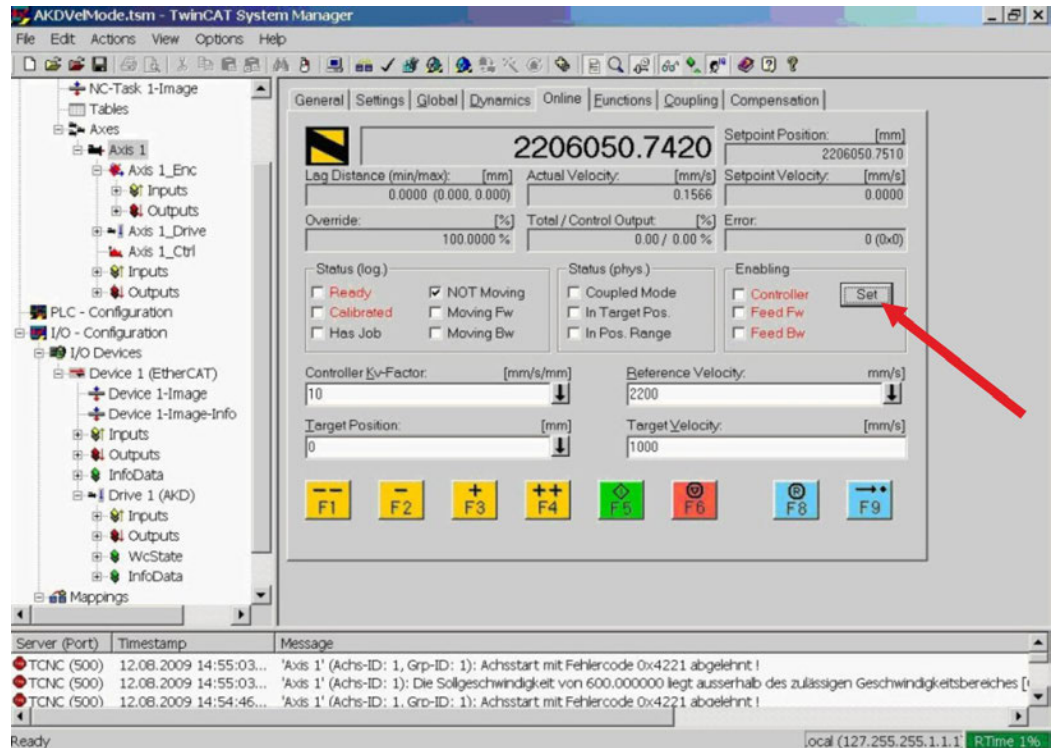 AKDVelMode.tsm - TwinCAT System Manager
File Edit Actions View Options Help
NC-Task 1-Image
Tables
Axes
Axis 1
Axis 1_Enc
Inputs
Outputs
Axis 1_Drive
Axis 1_Ctrl
Inputs
Outputs
PLC - Configuration
I/O - Configuration
I/O Devices
Device 1 (EtherCAT)
Device 1-Image
Device 1-Image-Info
Inputs
Outputs
InfoData
Drive 1 (AKD)
Inputs
Outputs
WcState
InfoData
Mappings
General Settings Global Dynamics Online Functions Coupling Compensation
2206050.7420
Setpoint Position: [mm]
2206050.7510
Lag Distance (min/max): [mm] Actual Velocity: [mm/s] Setpoint Velocity: [mm/s]
0.0000 (0.000, 0.000) 0.1566 0.0000
Override: [%] Total / Control Output: [%] Error:
100.0000 % 0.00 / 0.00 % 0 (0x0)
Status (log.) Status (phys.) Enabling
Ready NOT Moving Coupled Mode Controller Set
Calibrated Moving Fw In Target Pos. Feed Fw
Has Job Moving Bw In Pos. Range Feed Bw
Controller Kv-Factor: [mm/s/mm] Reference Velocity: mm/s]
10 2200
Target Position: [mm] Target Velocity: [mm/s]
0 1000
-- - + ++
F1 F2 F3 F4 F5 F6 F8 F9
Server (Port) Timestamp Message
TCNC (500) 12.08.2009 14:55:03... 'Axis 1' (Achs-ID: 1, Grp-ID: 1): Achsstart mit Fehlercode 0x4221 abgelehnt !
TCNC (500) 12.08.2009 14:55:03... 'Axis 1' (Achs-ID: 1): Die Sollgeschwindigkeit von 600.000000 liegt ausserhalb des zulässigen Geschwindigkeitsbereiches [
TCNC (500) 12.08.2009 14:54:46... 'Axis 1' (Achs-ID: 1, Grp-ID: 1): Achsstart mit Fehlercode 0x4221 abgelehnt !
Ready ocal (127.255.255.1.1.1 RTime 1%